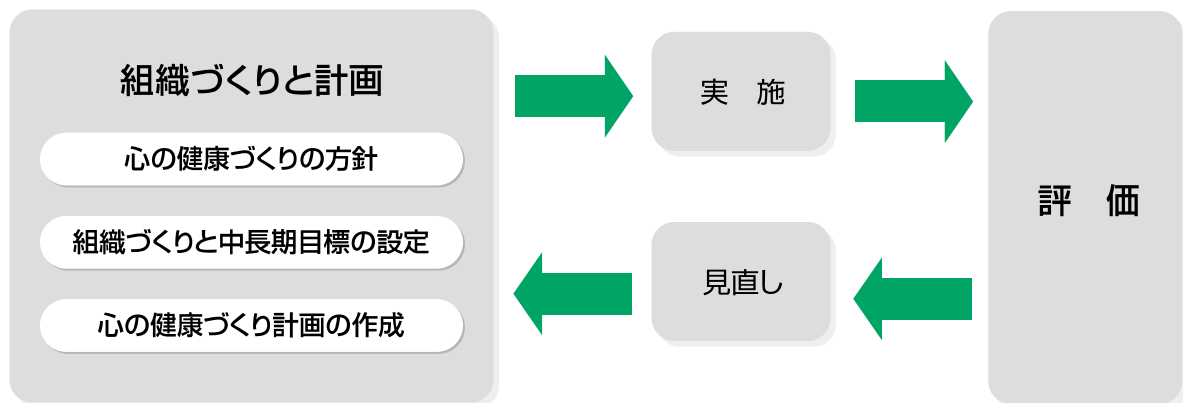 組織づくりと計画
心の健康づくりの方針
組織づくりと中長期目標の設定
心の健康づくり計画の作成
実　施
評　価
見直し